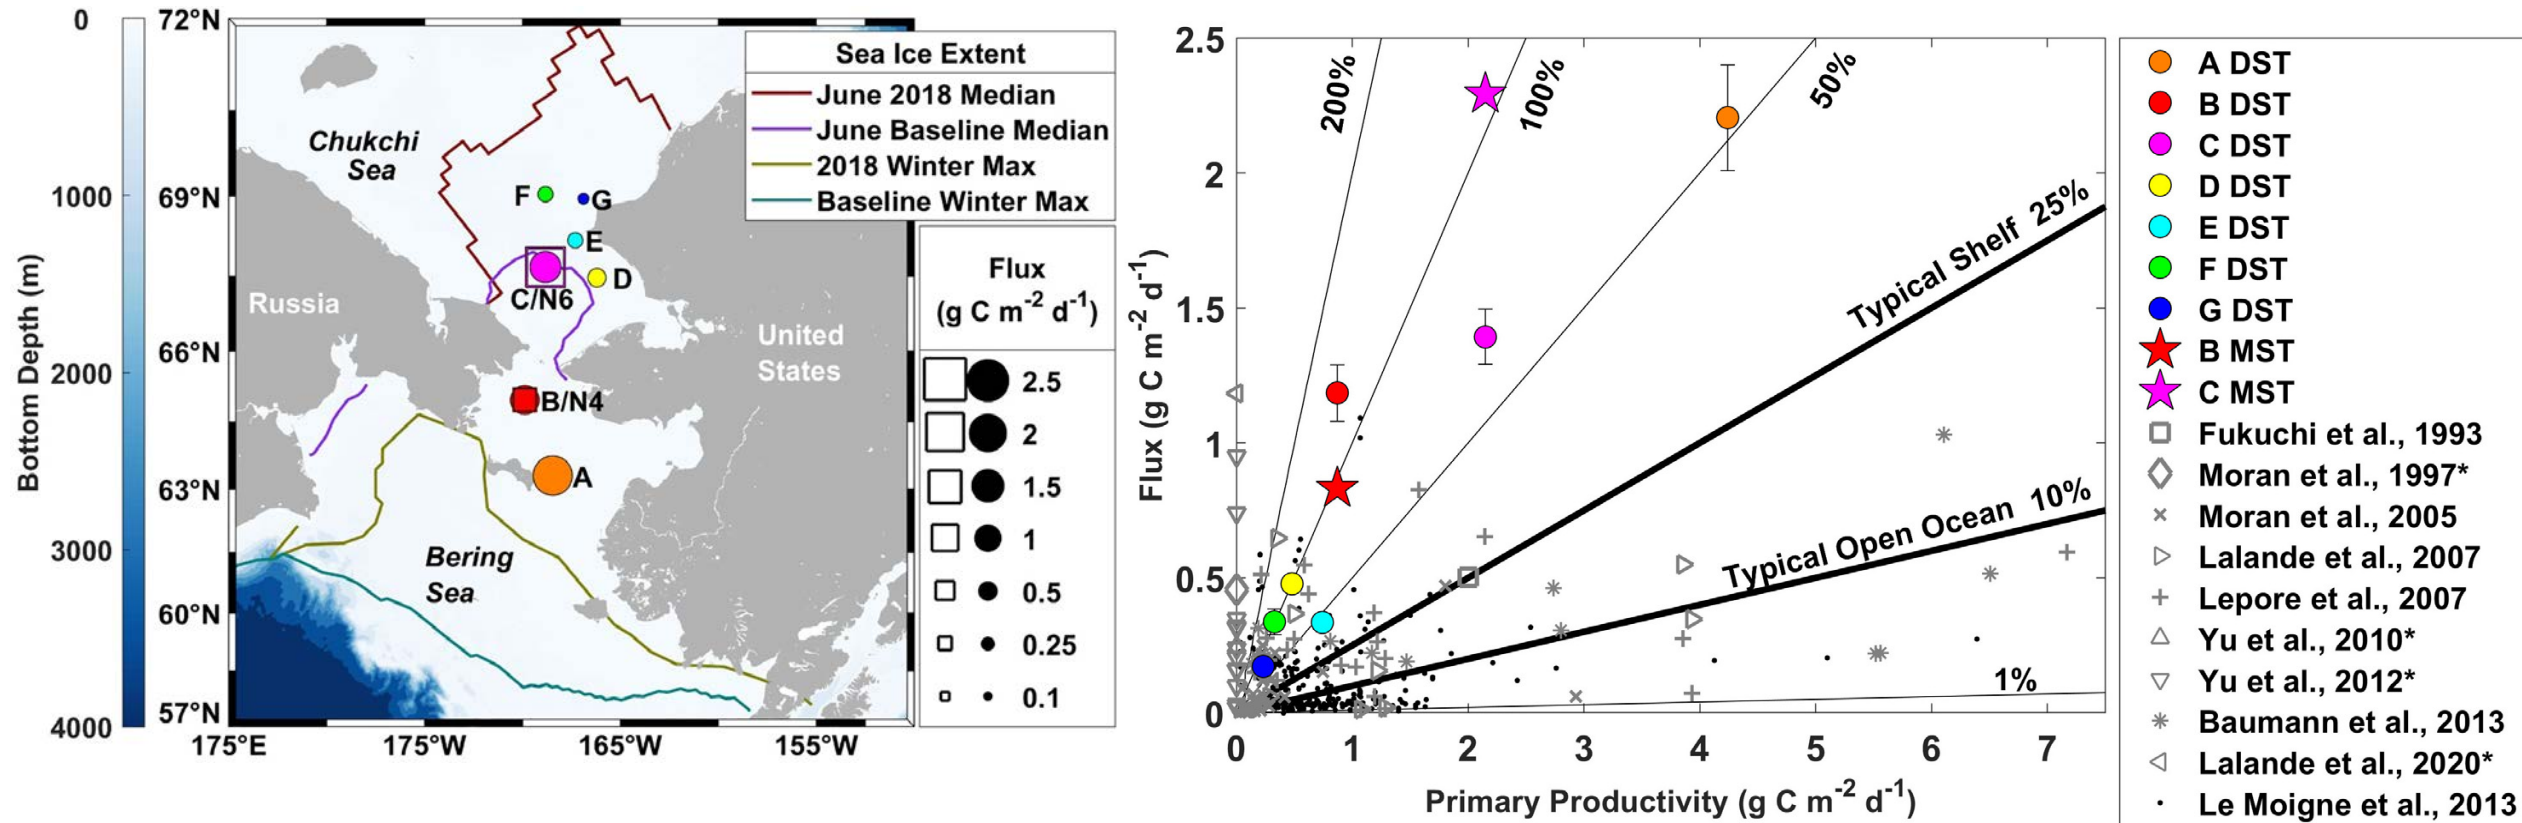 Bottom Depth (m)
0
1000
2000
3000
4000
72°N
69°N
66°N
63°N
60°N
57°N
175°E
175°W
165°W
155°W
Chukchi
Sea
Russia
United
States
Bering
Sea
F
G
E
D
C/N6
B/N4
A
Sea Ice Extent
June 2018 Median
June Baseline Median
2018 Winter Max
Baseline Winter Max
Flux
(g C m-2 d-1)
2.5
2
1.5
1
0.5
0.25
0.1
Flux (g C m-2 d-1)
2.5
2
1.5
1
0.5
0
0
1
2
3
4
5
6
7
Primary Productivity (g C m-2 d-1)
200%
100%
50%
Typical Shelf 25%
Typical Open Ocean 10%
1%
A DST
B DST
C DST
D DST
E DST
F DST
G DST
B MST
C MST
Fukuchi et al., 1993
Moran et al., 1997*
Moran et al., 2005
Lalande et al., 2007
Lepore et al., 2007
Yu et al., 2010*
Yu et al., 2012*
Baumann et al., 2013
Lalande et al., 2020*
Le Moigne et al., 2013